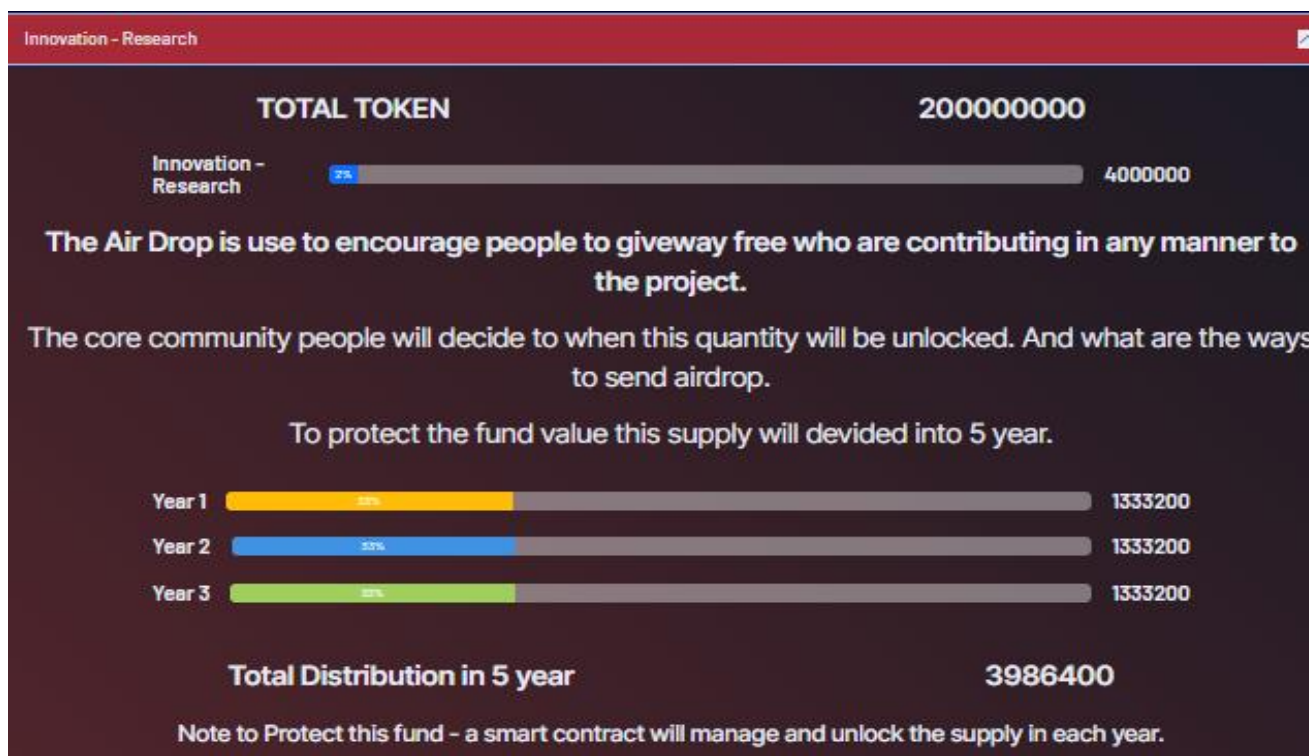 Innovation - Research
TOTAL TOKEN 200000000
Innovation -
Research
2%
4000000
The Air Drop is use to encourage people to giveway free who are contributing in any manner to
the project.
The core community people will decide to when this quantity will be unlocked. And what are the ways
to send airdrop.
To protect the fund value this supply will devided into 5 year.
Year 1 33% 1333200
Year 2 33% 1333200
Year 3 33% 1333200
Total Distribution in 5 year 3986400
Note to Protect this fund - a smart contract will manage and unlock the supply in each year.